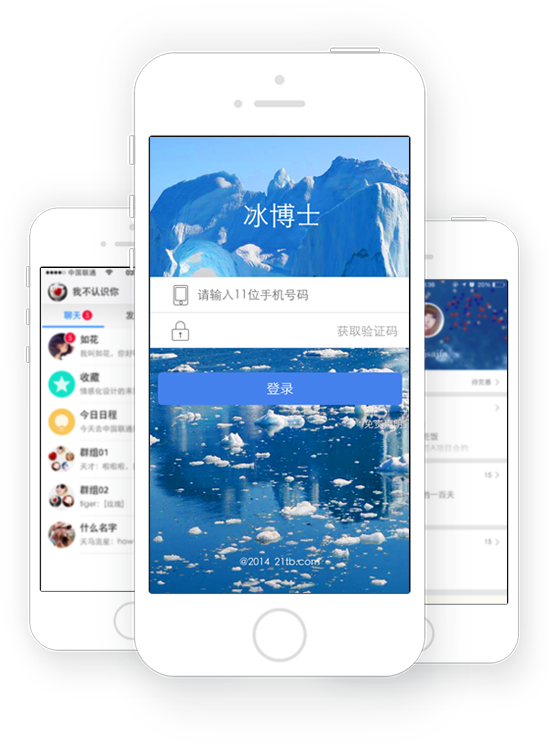 冰博士
请输入11位手机号码
获取验证码
登录
免责声明
@2014 21tb.com
中国联通
我不认识你
聊天 5
发
如花
我叫如花，你好
收藏
情感化设计的来
今日日程
今天去中国联通
群组01
天才：啦啦啦，
群组02
tiger：[玫瑰]
什么名字
天马流星：how
20%
待完善
1$
的一百天
1$